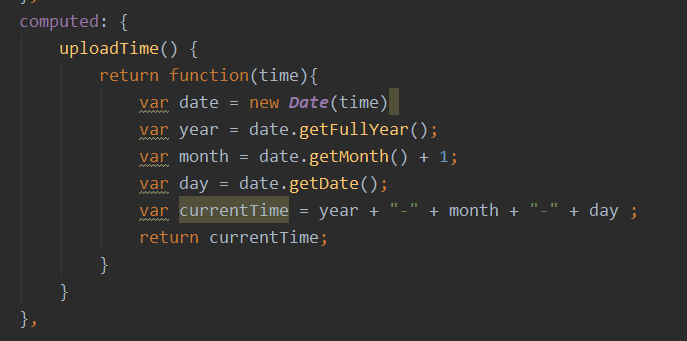 computed: {
uploadTime() {
return function(time){
var date = new Date(time)
var year = date.getFullYear();
var month = date.getMonth() + 1;
var day = date.getDate();
var currentTime = year + "-" + month + "-" + day ;
return currentTime;
}
}
},